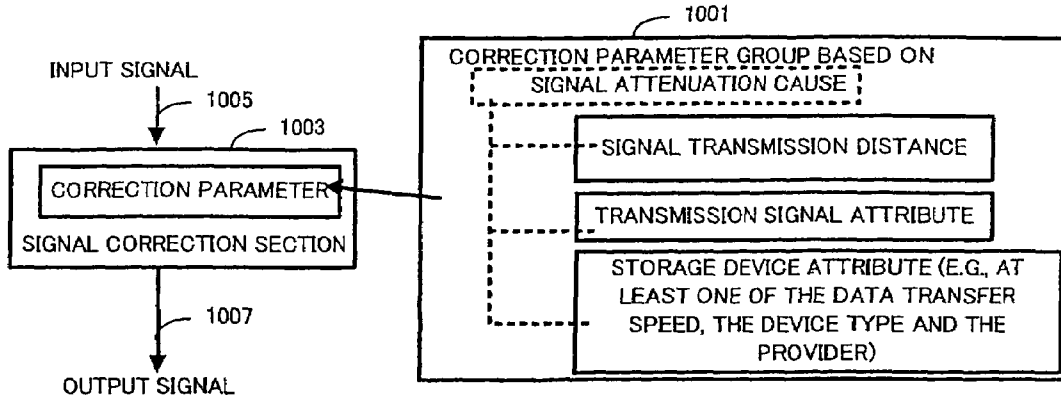 INPUT SIGNAL
1005
1003
CORRECTION PARAMETER
SIGNAL CORRECTION SECTION
1007
OUTPUT SIGNAL
1001
CORRECTION PARAMETER GROUP BASED ON
SIGNAL ATTENUATION CAUSE
SIGNAL TRANSMISSION DISTANCE
TRANSMISSION SIGNAL ATTRIBUTE
STORAGE DEVICE ATTRIBUTE (E.G., AT
LEAST ONE OF THE DATA TRANSFER
SPEED, THE DEVICE TYPE AND THE
PROVIDER)